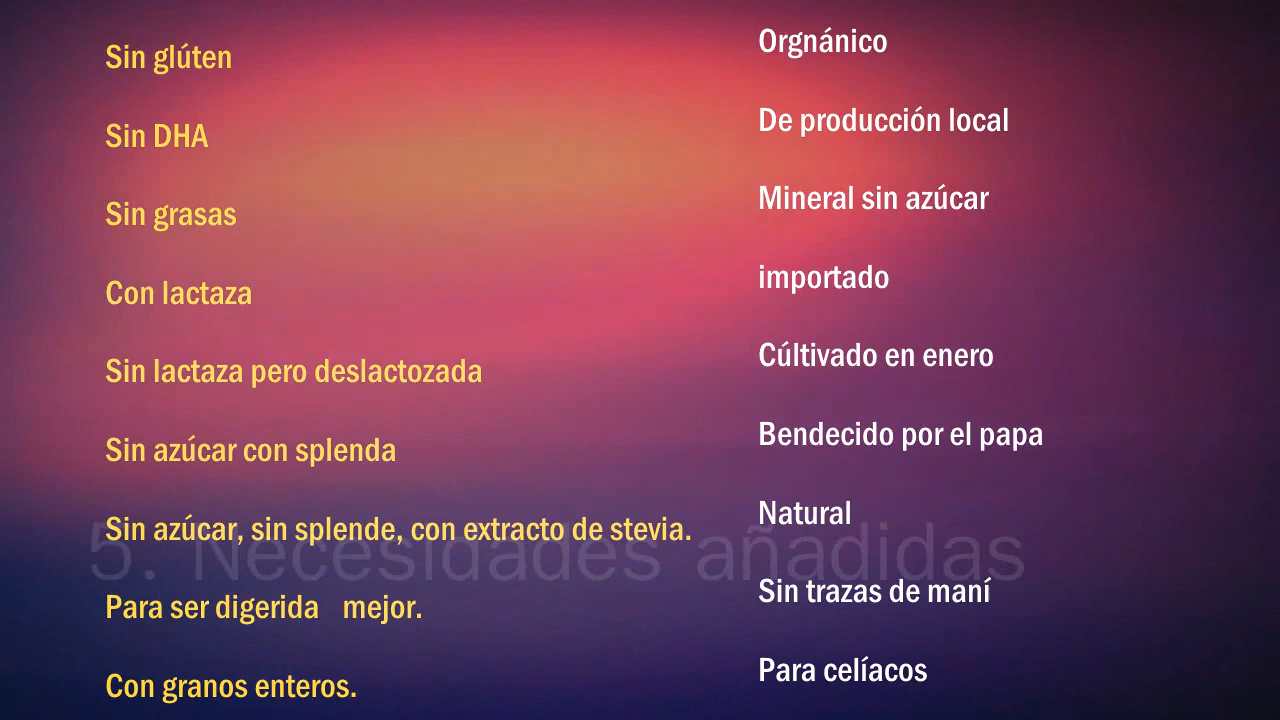 Sin glúten
Sin DHA
Sin grasas
Con lactaza
Sin lactaza pero deslactozada
Sin azúcar con splenda
Sin azúcar, sin splende, con extracto de stevia.
Para ser digerida mejor.
Con granos enteros.
Orgnánico
De producción local
Mineral sin azúcar
importado
Cúltivado en enero
Bendecido por el papa
Natural
Sin trazas de maní
Para celíacos
5. Necesidades añadidas